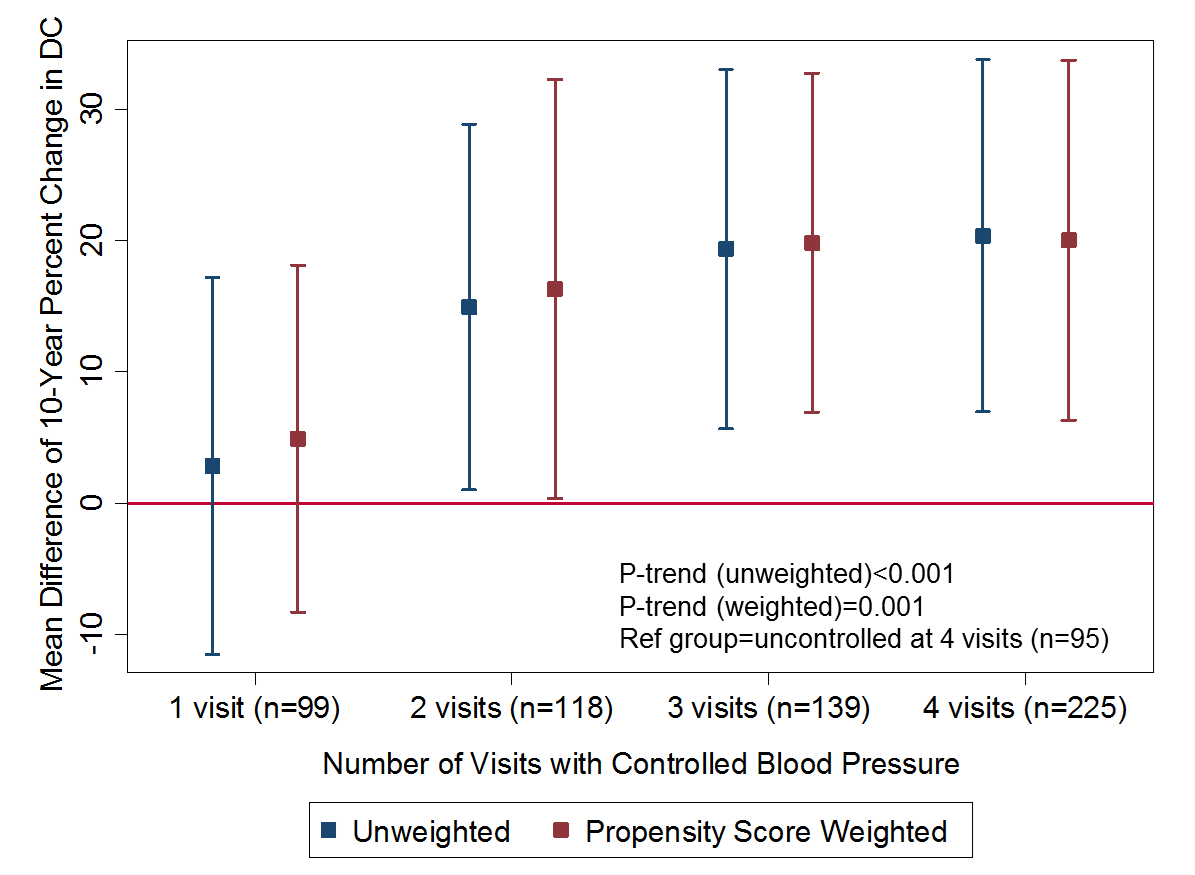 Mean Difference of 10-Year Percent Change in DC
30
20
10
0
-10
P-trend (unweighted)<0.001
P-trend (weighted)=0.001
Ref group=uncontrolled at 4 visits (n=95)
1 visit (n=99)
2 visits (n=118)
3 visits (n=139)
4 visits (n=225)
Number of Visits with Controlled Blood Pressure
Unweighted
Propensity Score Weighted